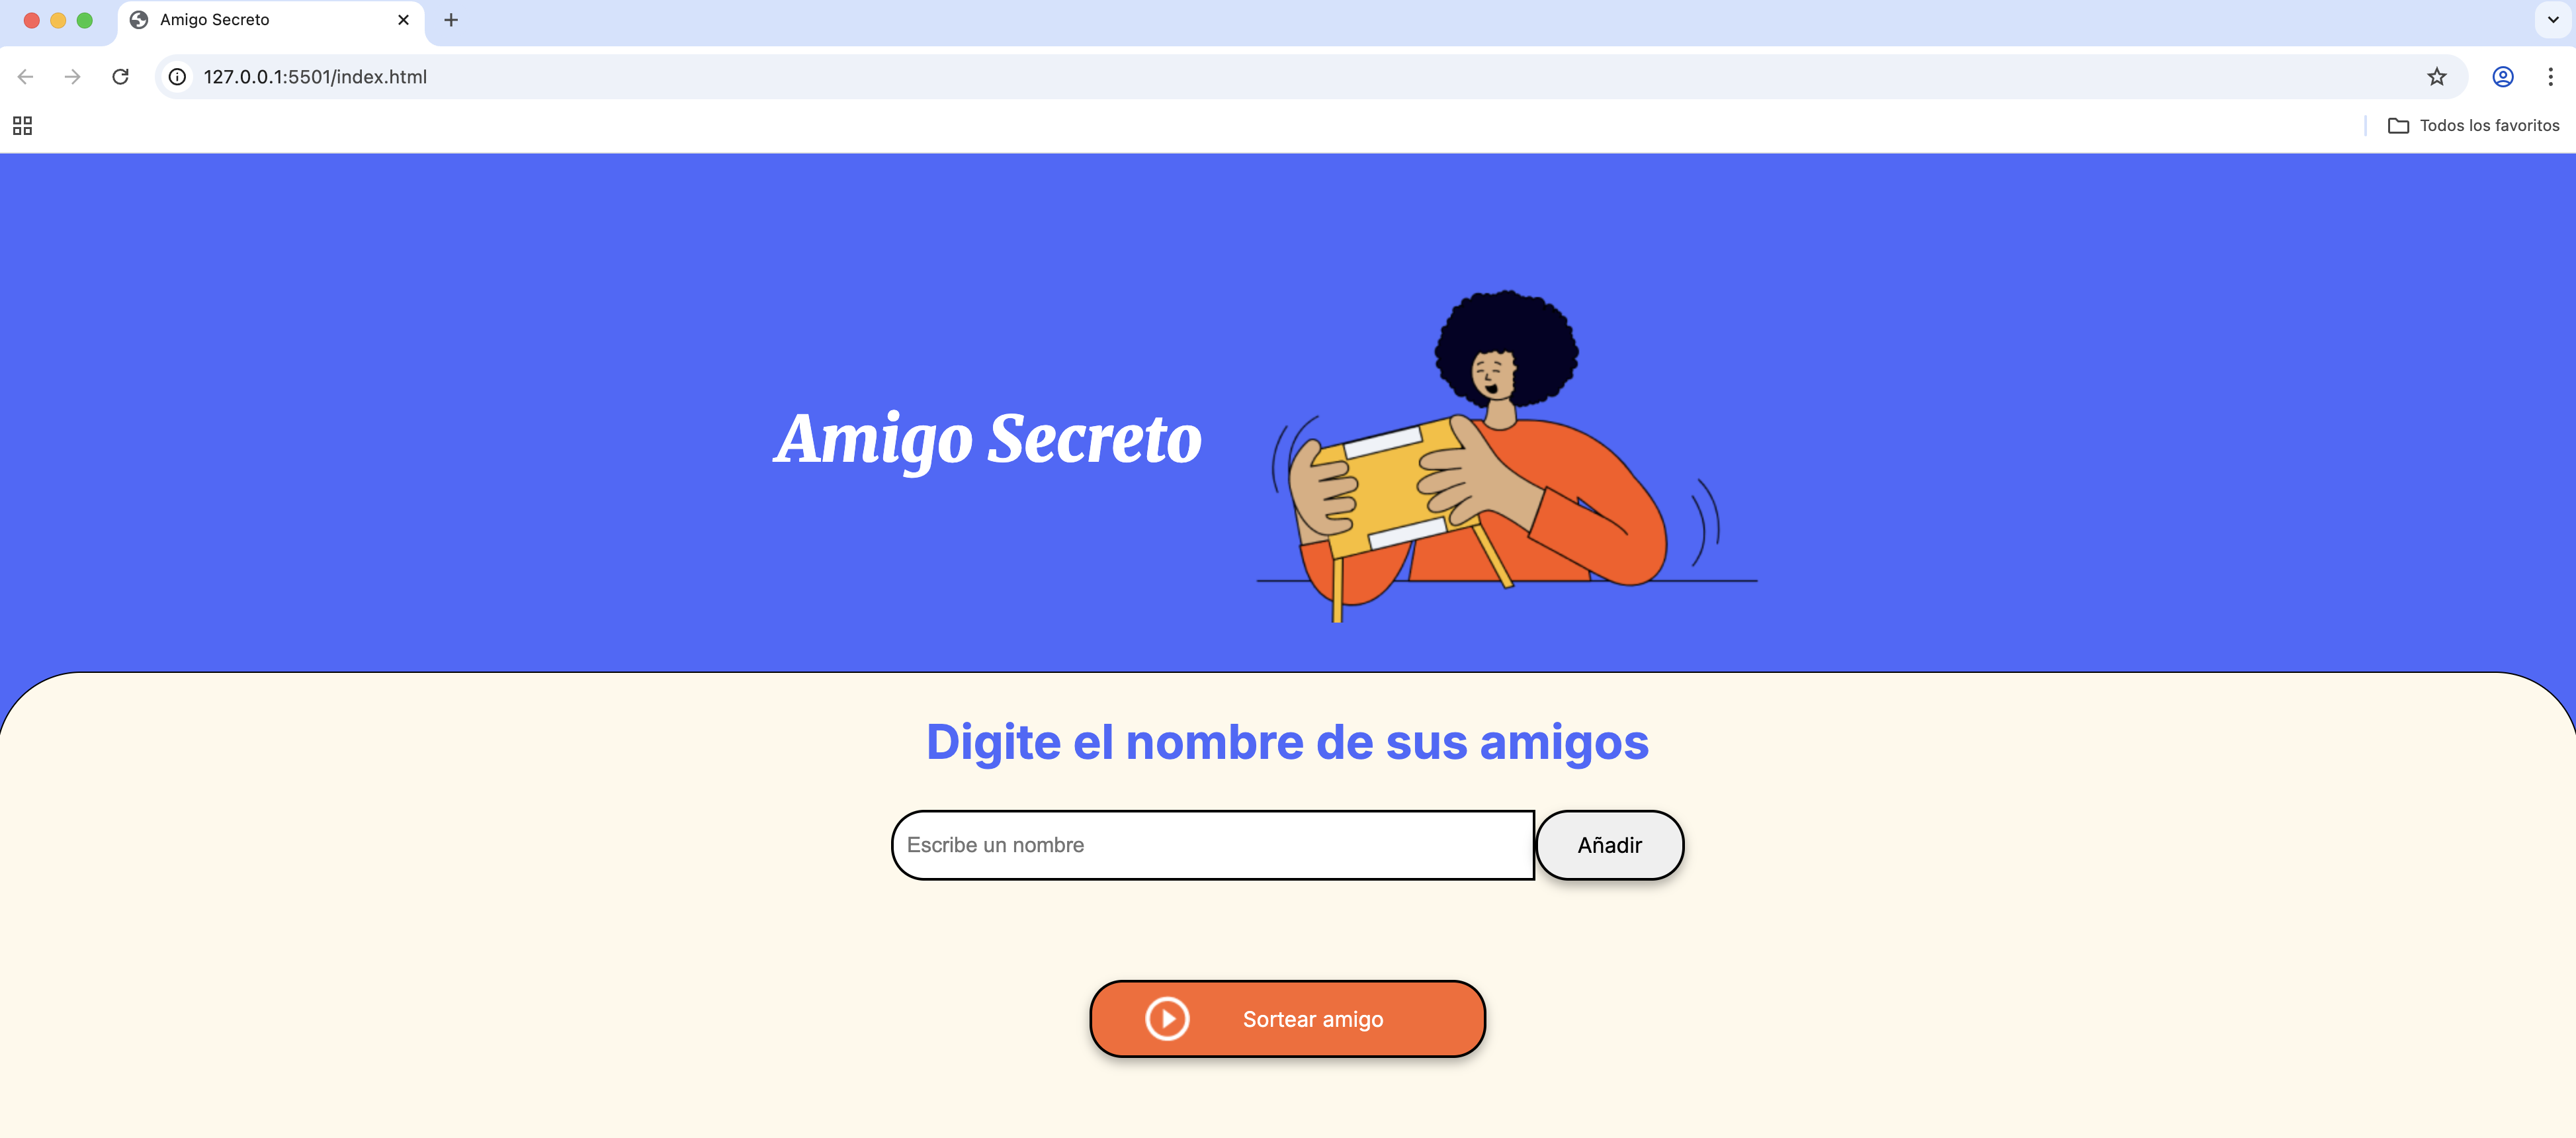 Amigo Secreto
127.0.0.1:5501/index.html
Todos los favoritos
Amigo Secreto
Digite el nombre de sus amigos
Escribe un nombre
Añadir
Sortear amigo